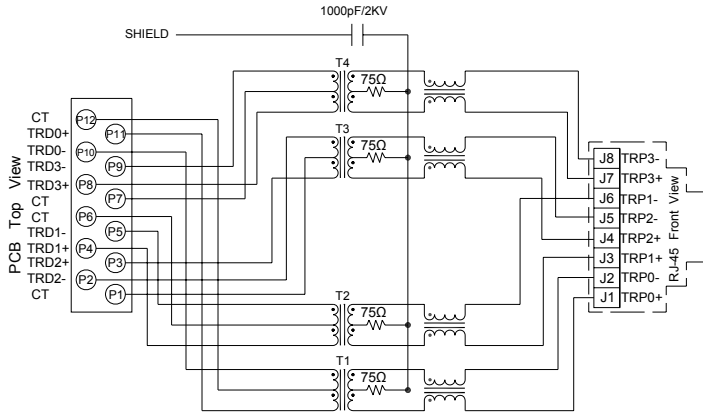 1000pF/2KV
SHIELD
T4
75Ω
CT
P12
TRD0+
P11
TRD0-
P10
TRD3-
P9
TRD3+
P8
CT
P7
CT
P6
TRD1-
P5
TRD1+
P4
TRD2+
P3
TRD2-
P2
CT
P1
PCB Top View
T3
75Ω
T2
75Ω
T1
75Ω
J8 TRP3-
J7 TRP3+
J6 TRP1-
J5 TRP2-
J4 TRP2+
J3 TRP1+
J2 TRP0-
J1 TRP0+
RJ-45 Front View